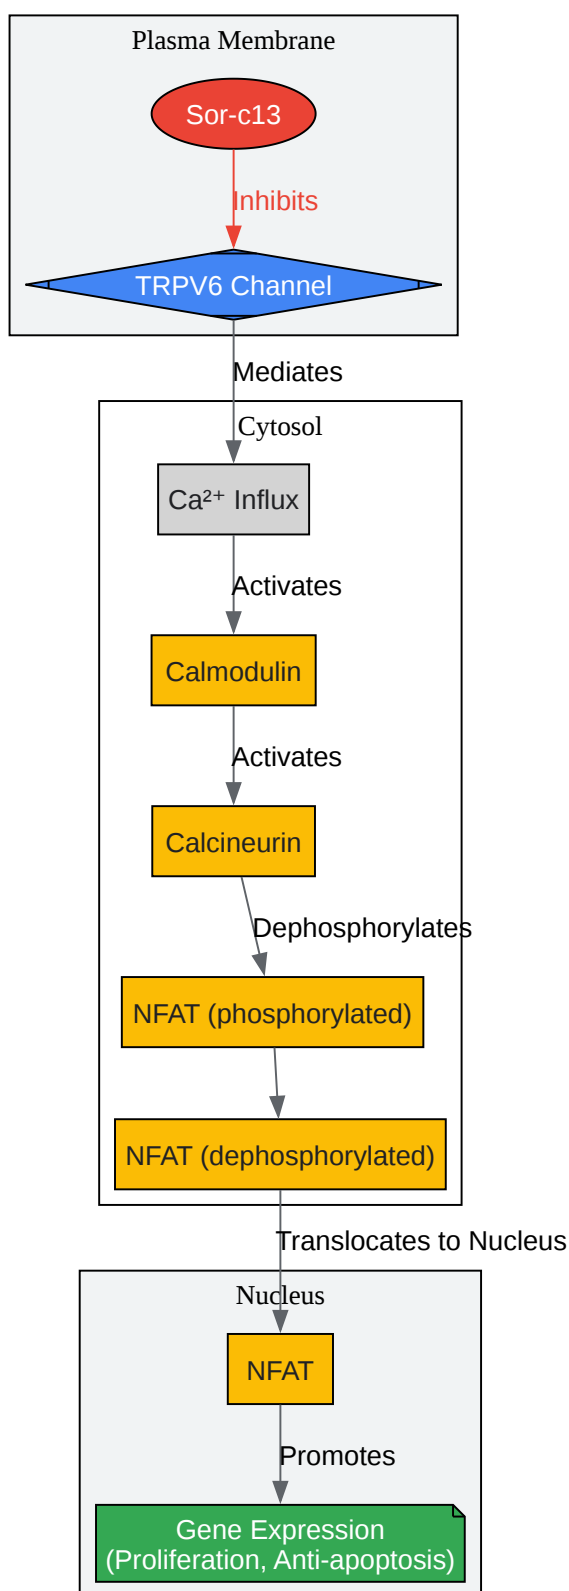 Plasma Membrane
Sor-c13
Inhibits
TRPV6 Channel
Mediates
Cytosol
Ca²⁺ Influx
Activates
Calmodulin
Activates
Calcineurin
Dephosphorylates
NFAT (phosphorylated)
NFAT (dephosphorylated)
Translocates to Nucleus
Nucleus
NFAT
Promotes
Gene Expression
(Proliferation, Anti-apoptosis)